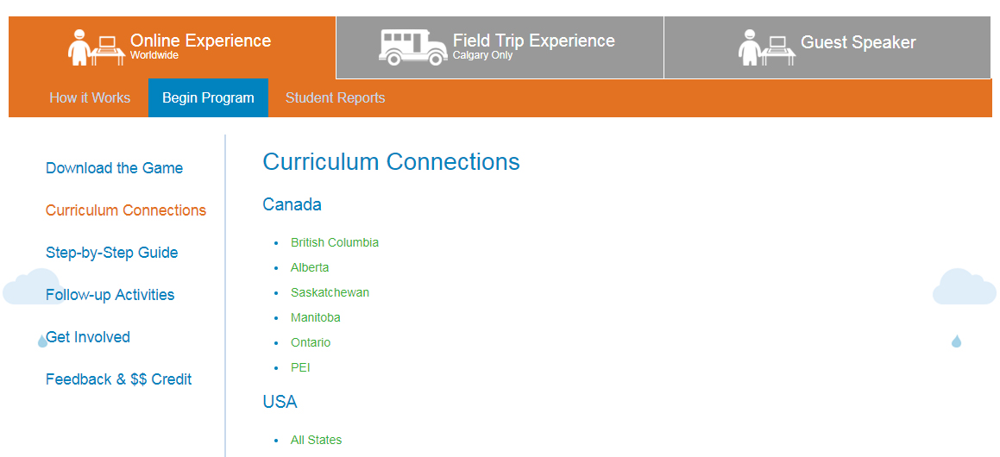 Online Experience
Worldwide
Field Trip Experience
Calgary Only
Guest Speaker
How it Works
Begin Program
Student Reports
Download the Game
Curriculum Connections
Step-by-Step Guide
Follow-up Activities
Get Involved
Feedback & $$ Credit
Curriculum Connections
Canada
British Columbia
Alberta
Saskatchewan
Manitoba
Ontario
PEI
USA
All States